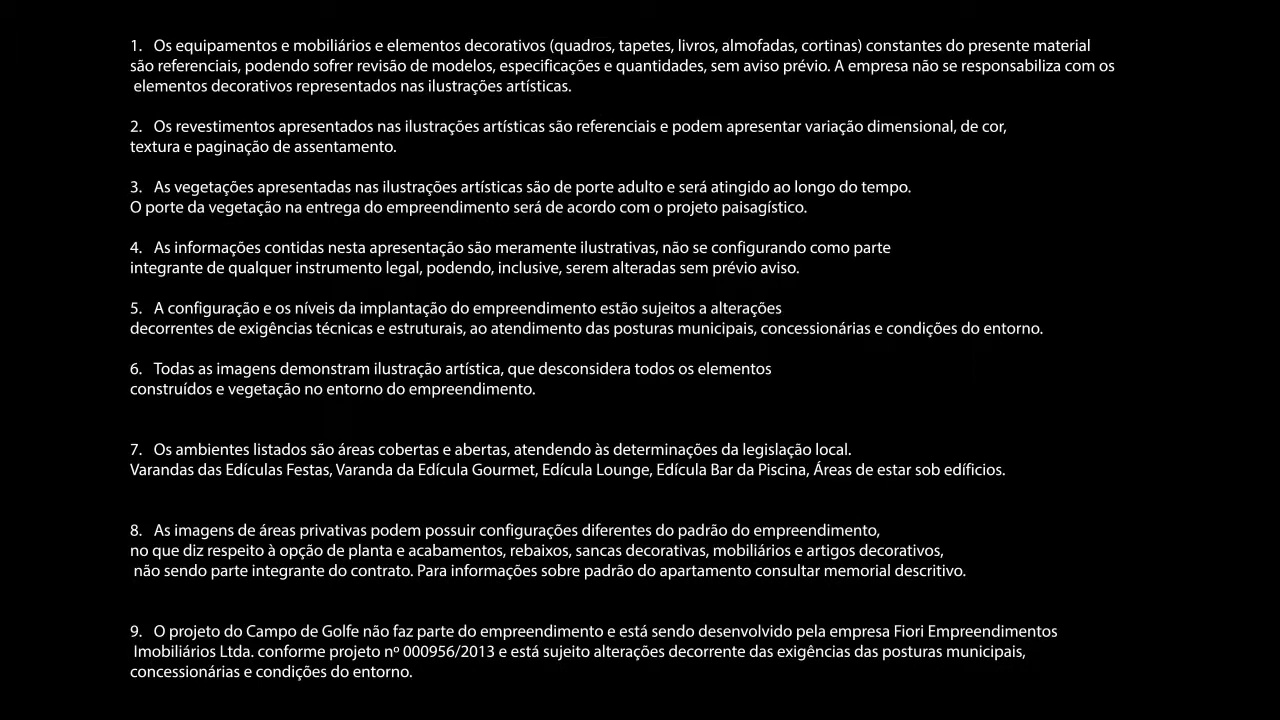 1. Os equipamentos e mobiliários e elementos decorativos (quadros, tapetes, livros, almofadas, cortinas) constantes do presente material
são referenciais, podendo sofrer revisão de modelos, especificações e quantidades, sem aviso prévio. A empresa não se responsabiliza com os
elementos decorativos representados nas ilustrações artísticas.
2. Os revestimentos apresentados nas ilustrações artísticas são referenciais e podem apresentar variação dimensional, de cor,
textura e paginação de assentamento.
3. As vegetações apresentadas nas ilustrações artísticas são de porte adulto e será atingido ao longo do tempo.
O porte da vegetação na entrega do empreendimento será de acordo com o projeto paisagístico.
4. As informações contidas nesta apresentação são meramente ilustrativas, não se configurando como parte
integrante de qualquer instrumento legal, podendo, inclusive, serem alteradas sem prévio aviso.
5. A configuração e os níveis da implantação do empreendimento estão sujeitos a alterações
decorrentes de exigências técnicas e estruturais, ao atendimento das posturas municipais, concessionárias e condições do entorno.
6. Todas as imagens demonstram ilustração artística, que desconsidera todos os elementos
construídos e vegetação no entorno do empreendimento.
7. Os ambientes listados são áreas cobertas e abertas, atendendo às determinações da legislação local.
Varandas das Edículas Festas, Varanda da Edícula Gourmet, Edícula Lounge, Edícula Bar da Piscina, Áreas de estar sob edíficios.
8. As imagens de áreas privativas podem possuir configurações diferentes do padrão do empreendimento,
no que diz respeito à opção de planta e acabamentos, rebaixos, sancas decorativas, mobiliários e artigos decorativos,
não sendo parte integrante do contrato. Para informações sobre padrão do apartamento consultar memorial descritivo.
9. O projeto do Campo de Golfe não faz parte do empreendimento e está sendo desenvolvido pela empresa Fiori Empreendimentos
Imobiliários Ltda. conforme projeto nº 000956/2013 e está sujeito alterações decorrente das exigências das posturas municipais,
concessionárias e condições do entorno.